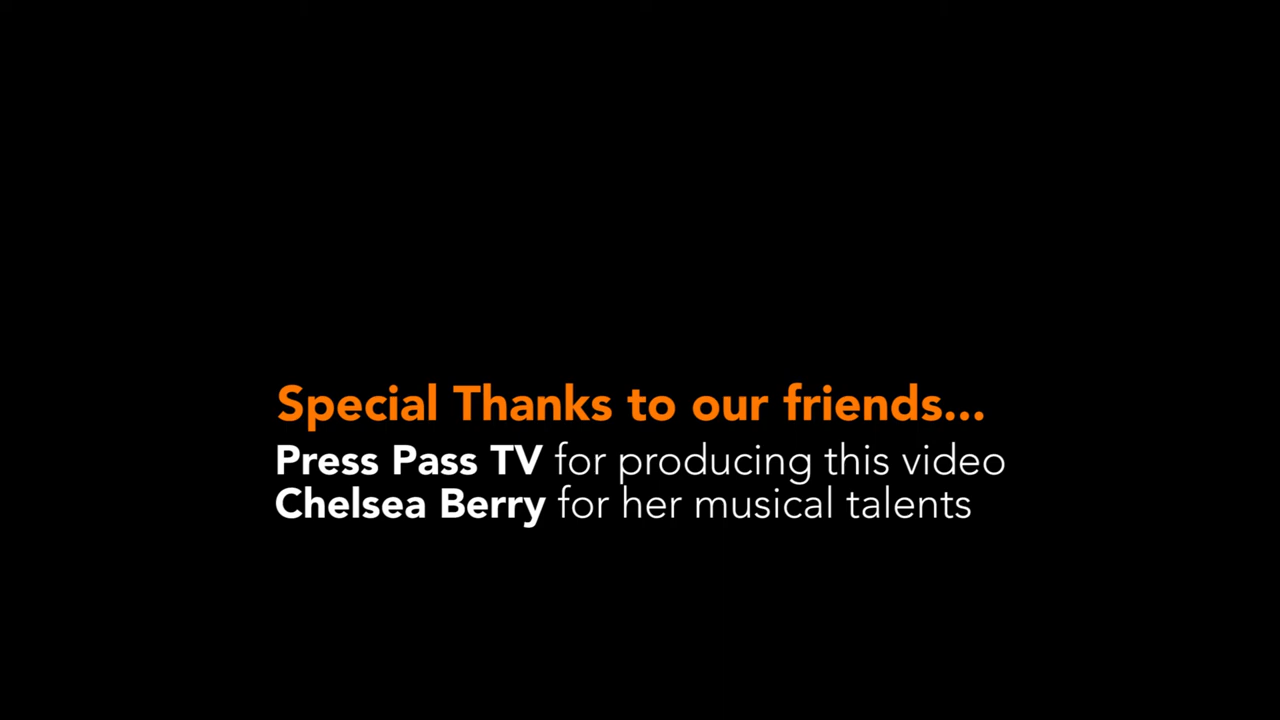 Special Thanks to our friends...
Press Pass TV for producing this video
Chelsea Berry for her musical talents